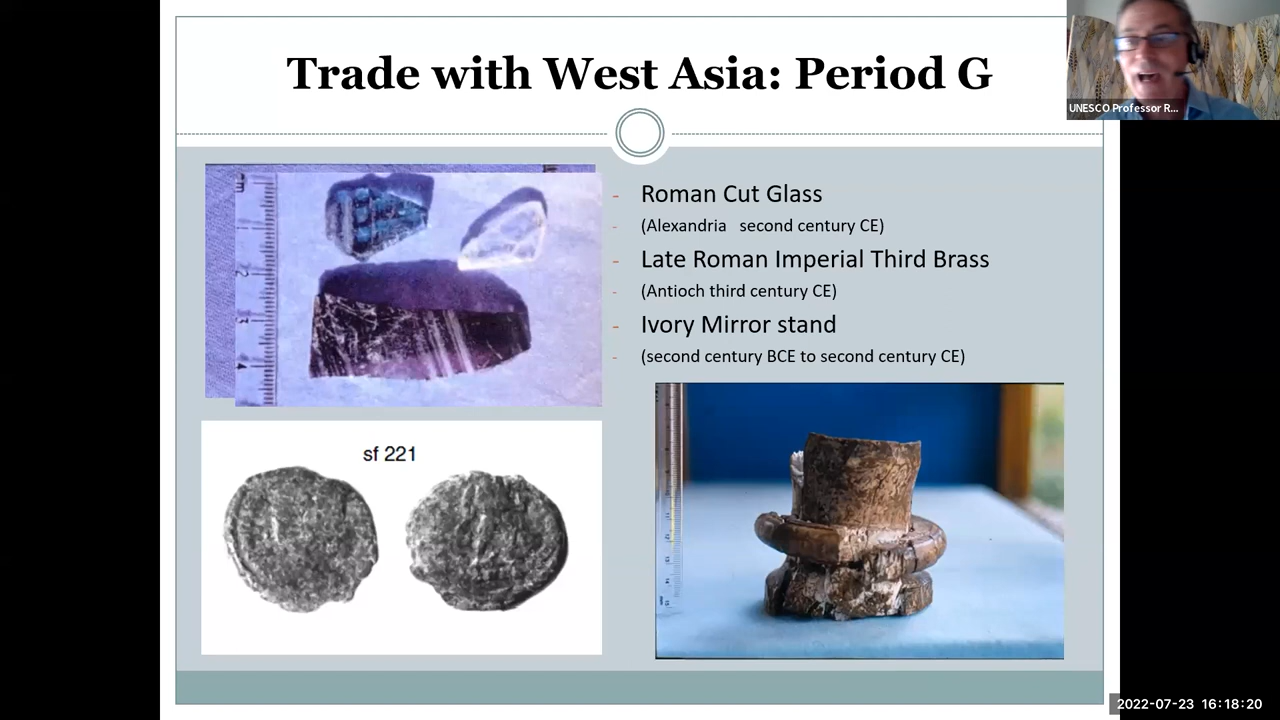 Trade with West Asia: Period G
UNESCO Professor R...
- Roman Cut Glass
- (Alexandria second century CE)
- Late Roman Imperial Third Brass
- (Antioch third century CE)
- Ivory Mirror stand
- (second century BCE to second century CE)
sf 221
2022-07-23 16:18:20